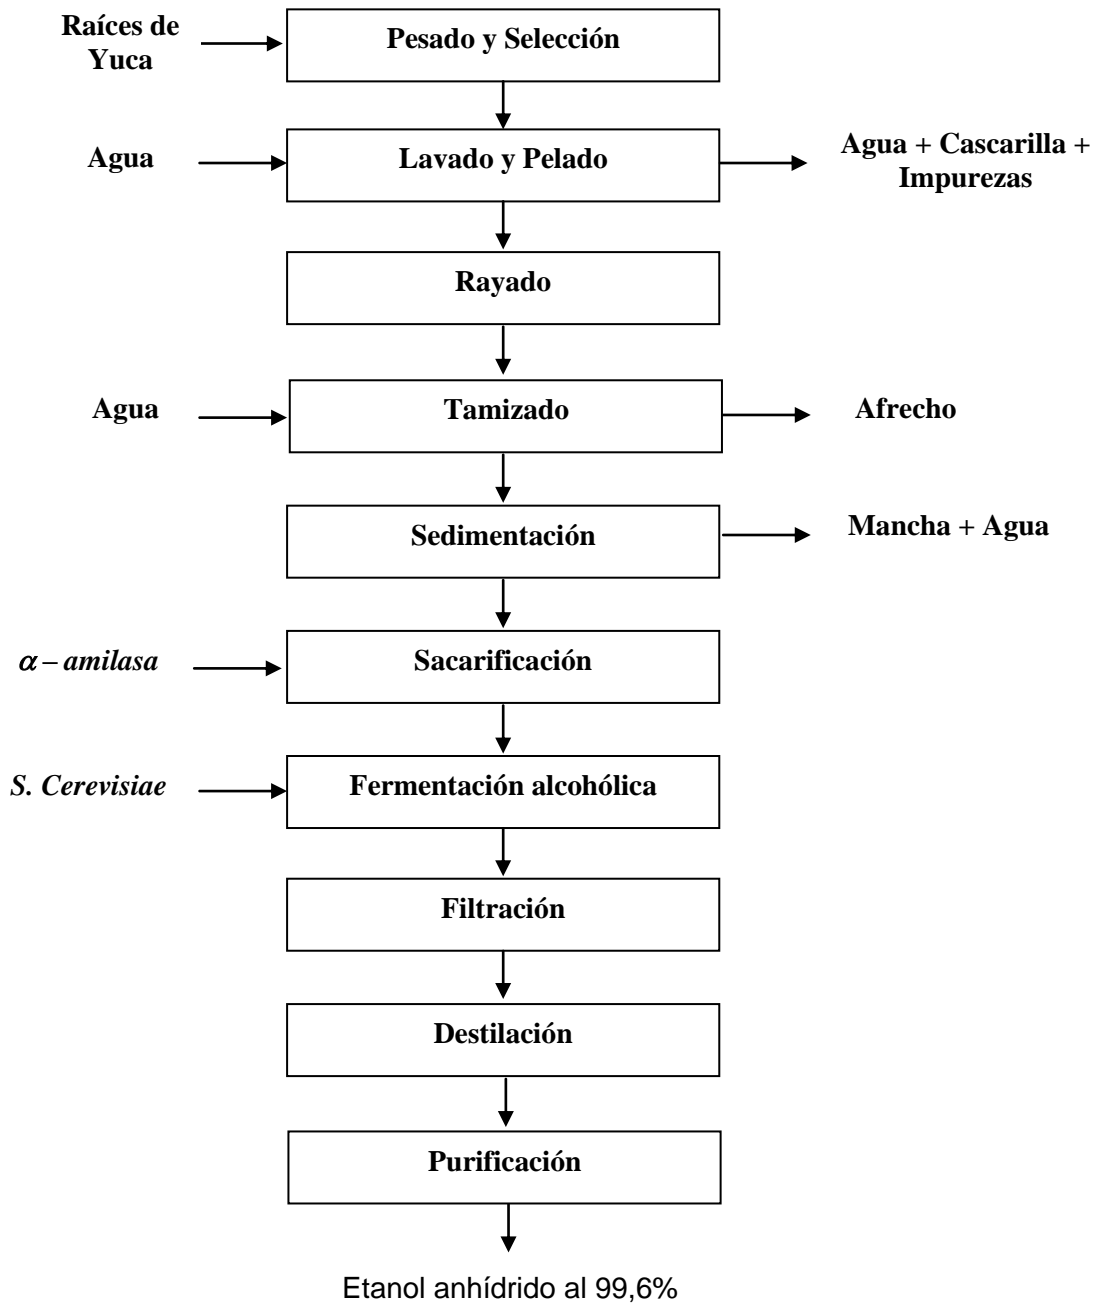 Raíces de
Yuca
Pesado y Selección
Agua
Lavado y Pelado
Agua + Cascarilla +
Impurezas
Rayado
Agua
Tamizado
Afrecho
Sedimentación
Mancha + Agua
α – amilasa
Sacarificación
S. Cerevisiae
Fermentación alcohólica
Filtración
Destilación
Purificación
Etanol anhídrido al 99,6%